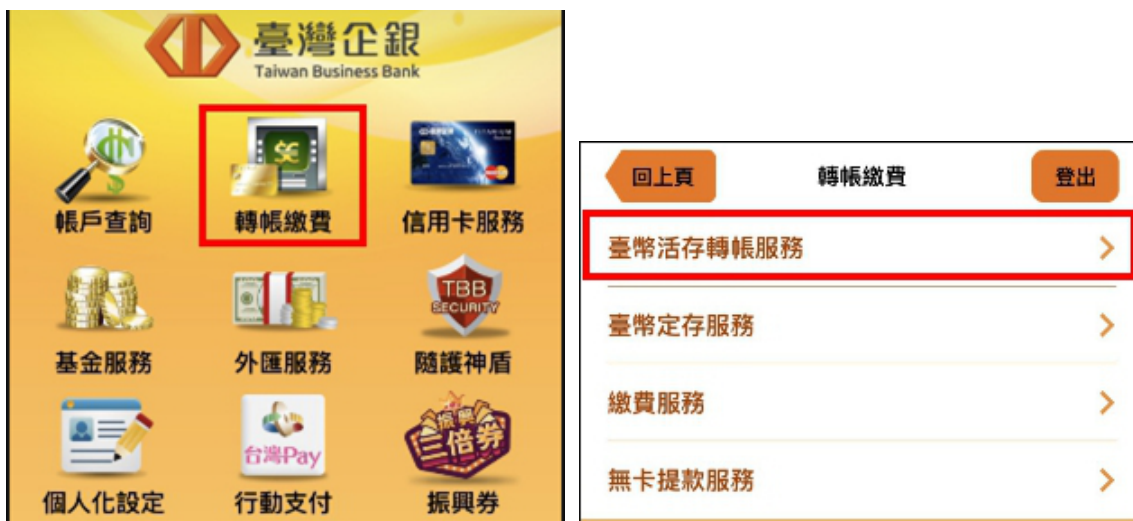 臺灣企銀
Taiwan Business Bank
帳戶查詢
轉帳繳費
信用卡服務
TBB
SECURITY
基金服務
外匯服務
隨護神盾
台灣Pay
振興
三倍券
個人化設定
行動支付
振興券
回上頁
轉帳繳費
登出
臺幣活存轉帳服務
臺幣定存服務
繳費服務
無卡提款服務